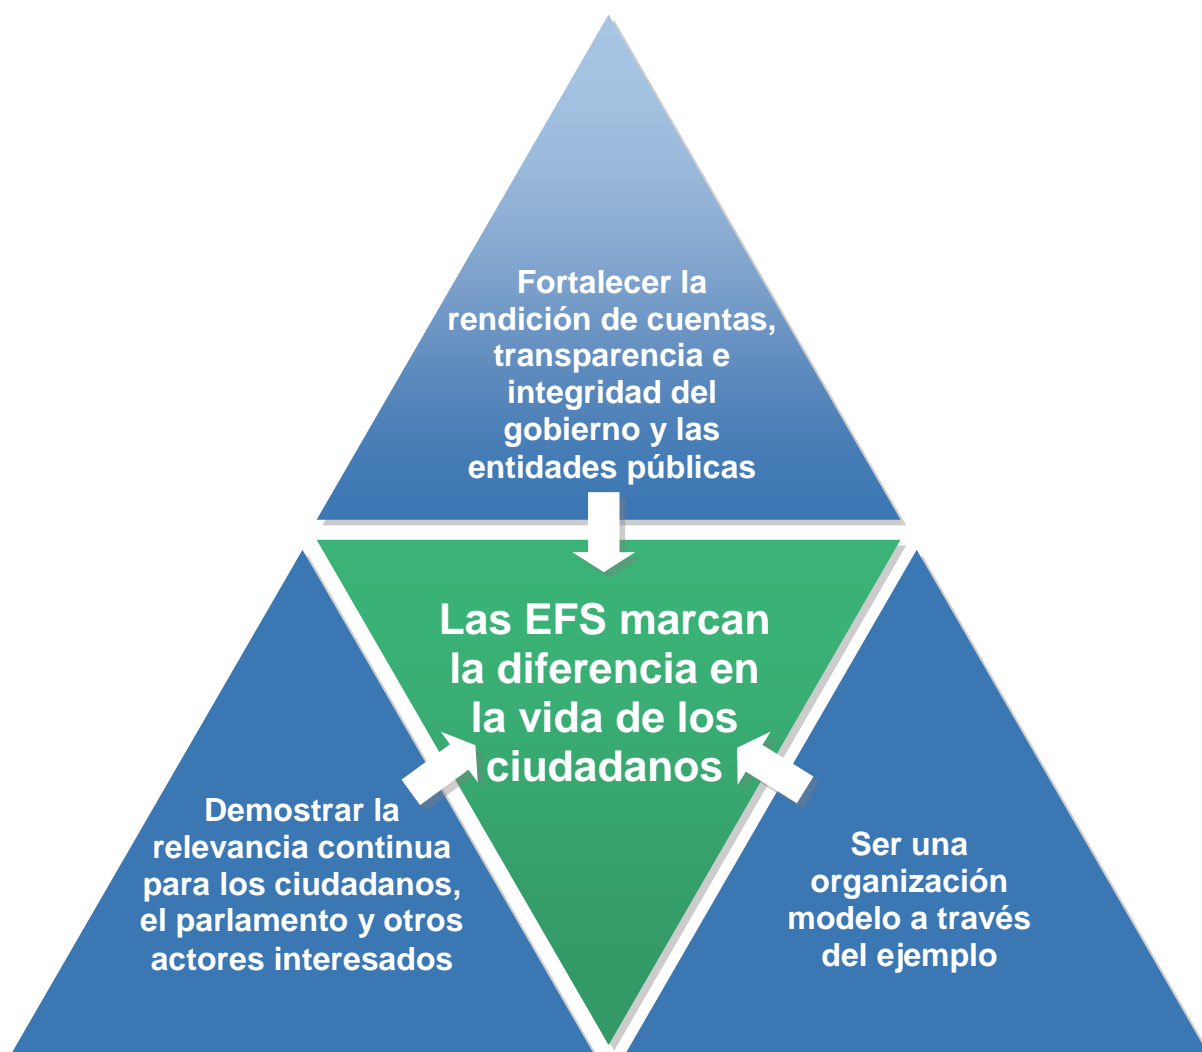 Fortalecer la
rendición de cuentas,
transparencia e
integridad del
gobierno y las
entidades públicas
Las EFS marcan
la diferencia en
la vida de los
ciudadanos
Demostrar la
relevancia continua
para los ciudadanos,
el parlamento y otros
actores interesados
Ser una
organización
modelo a través
del ejemplo